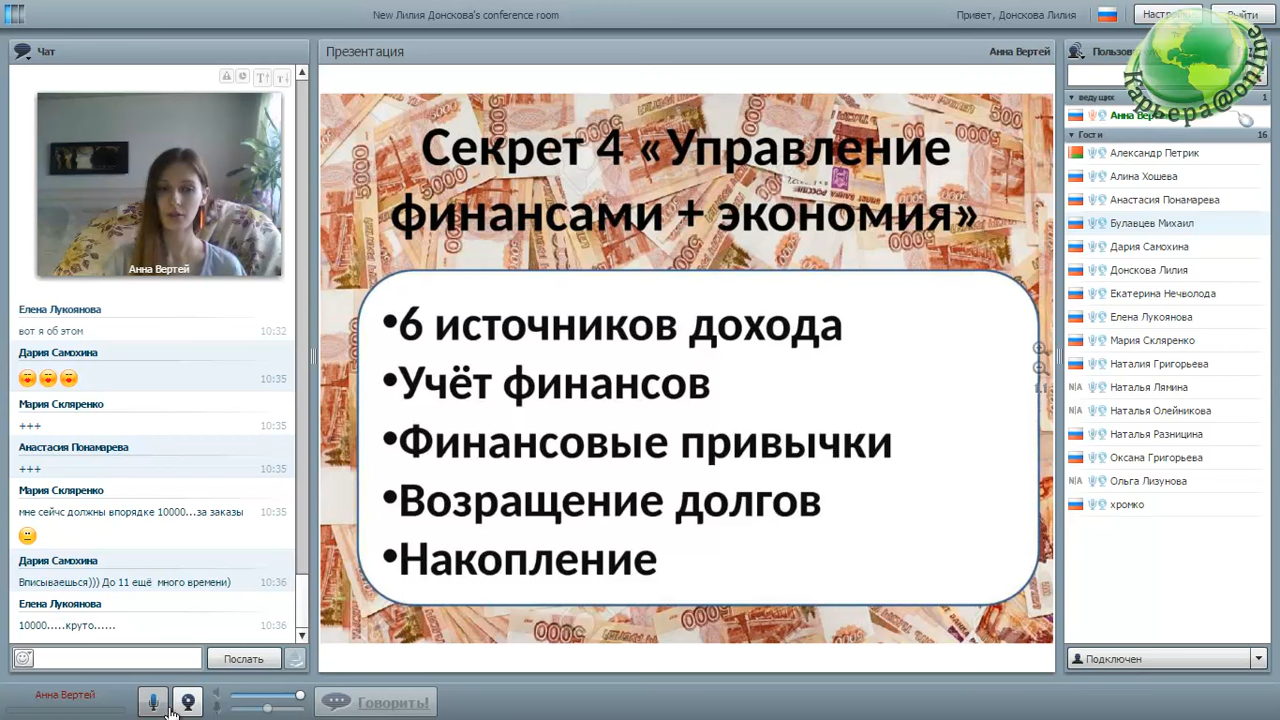 New Лилия Донскова's conference room
Привет, Донскова Лилия
Выйти
Карьера@online
Чат
Анна Вертей
Елена Лукоянова
вот я об этом 10:32
Дария Самохина
10:35
Мария Скляренко
+++ 10:35
Анастасия Понамарева
+++ 10:35
Мария Скляренко
мне сейчс должны впорядке 10000...за заказы 10:35
Дария Самохина
Вписываешься))) До 11 ещё много времени) 10:36
Елена Лукоянова
10000.....круто...... 10:36
Послать
Анна Вертей
Говорить!
Презентация
Анна Вертей
Секрет 4 «Управление
финансами + экономия»
•6 источников дохода
•Учёт финансов
•Финансовые привычки
•Возращение долгов
•Накопление
ведущих 1
Гости 16
Александр Петрик
Алина Хошева
Анастасия Понамарева
Булавцев Михаил
Дария Самохина
Донскова Лилия
Екатерина Нечволода
Елена Лукоянова
Мария Скляренко
Наталия Григорьева
N/A Наталья Лямина
N/A Наталья Олейникова
Наталья Разницина
Оксана Григорьева
N/A Ольга Лизунова
хромко
Подключен